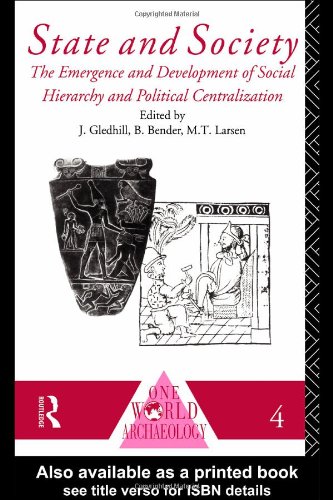 State and Society
The Emergence and Development of Social
Hierarchy and Political Centralization
Edited by
J. Gledhill, B. Bender, M.T. Larsen
ROUTLEDGE
ONE
WORLD
ARCHAEOLOGY
4
Also available as a printed book
see title verso for ISBN details